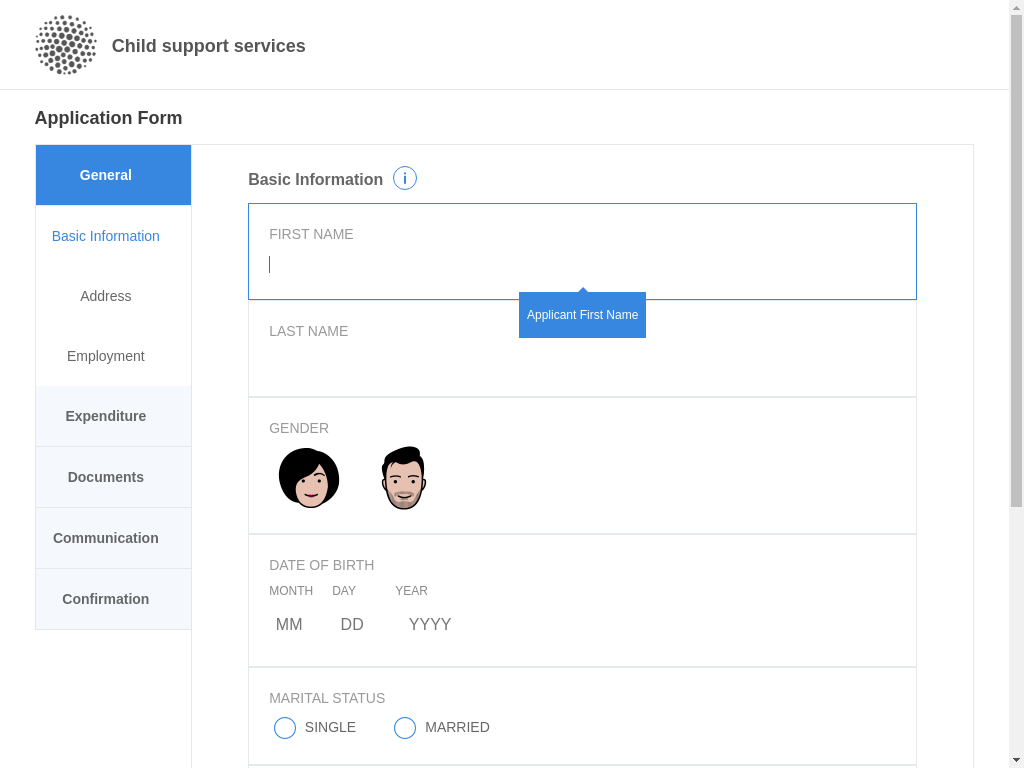 Child support services
Application Form
General
Basic Information
Address
Employment
Expenditure
Documents
Communication
Confirmation
Basic Information i
FIRST NAME
Applicant First Name
LAST NAME
GENDER
DATE OF BIRTH
MONTH DAY YEAR
MM DD YYYY
MARITAL STATUS
SINGLE MARRIED